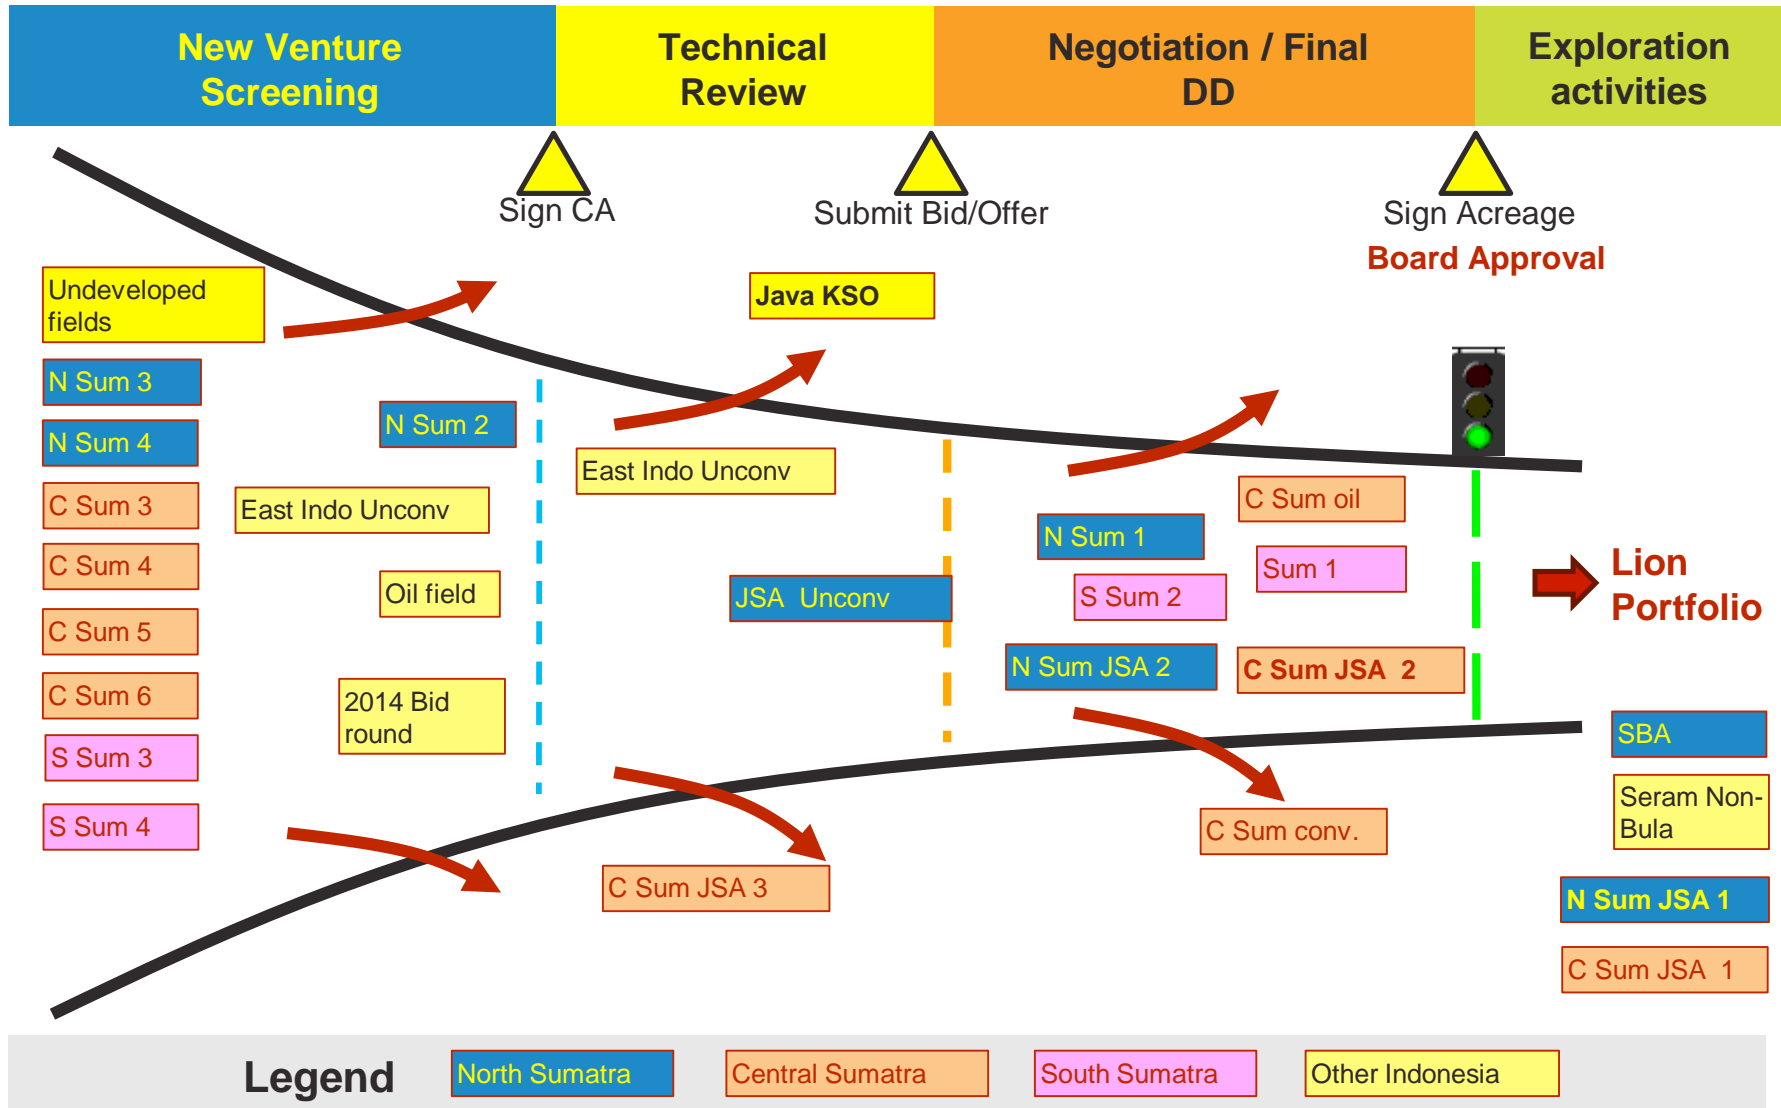 New Venture
Screening
Technical
Review
Negotiation / Final
DD
Exploration
activities
Sign CA
Submit Bid/Offer
Sign Acreage
Board Approval
Undeveloped
fields
N Sum 3
N Sum 4
C Sum 3
C Sum 4
C Sum 5
C Sum 6
S Sum 3
S Sum 4
N Sum 2
East Indo Unconv
Oil field
2014 Bid
round
Java KSO
East Indo Unconv
JSA Unconv
C Sum JSA 3
C Sum oil
N Sum 1
Sum 1
S Sum 2
N Sum JSA 2
C Sum JSA 2
C Sum conv.
Lion
Portfolio
SBA
Seram Non-
Bula
N Sum JSA 1
C Sum JSA 1
Legend
North Sumatra
Central Sumatra
South Sumatra
Other Indonesia